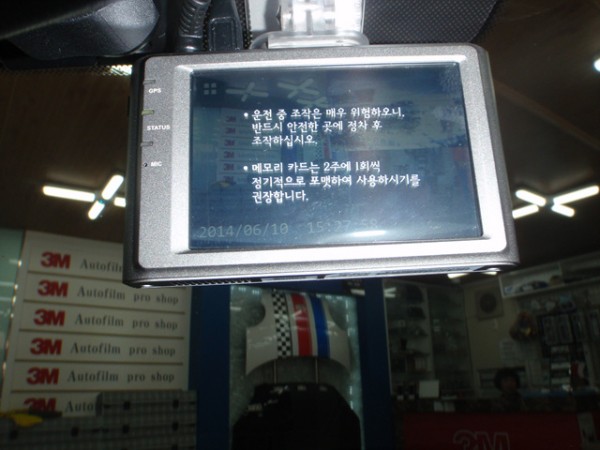 GPS
STATUS
REC
• 운전 중 조작은 매우 위험하오니,
반드시 안전한 곳에 정차 후
조작하십시오.
• 메모리 카드는 2주에 1회씩
정기적으로 포맷하여 사용하시기를
권장합니다.
2014/06/10
3M Autofilm pro shop
3M Autofilm pro shop
3M Autofilm pro shop
3M Autofilm pro shop
3M Autofilm pro shop
3M Autofilm pro shop
3M